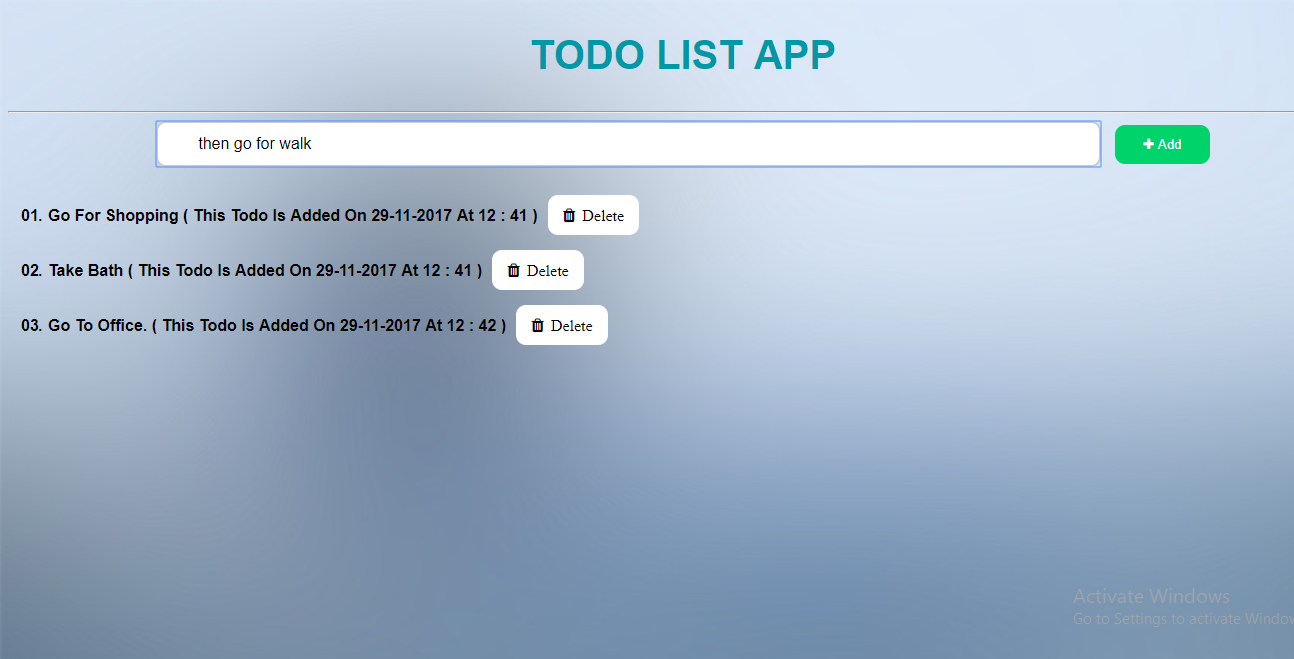 TODO LIST APP
then go for walk
Add
01. Go For Shopping ( This Todo Is Added On 29-11-2017 At 12 : 41 ) Delete
02. Take Bath ( This Todo Is Added On 29-11-2017 At 12 : 41 ) Delete
03. Go To Office. ( This Todo Is Added On 29-11-2017 At 12 : 42 ) Delete
Activate Windows
Go to Settings to activate Window